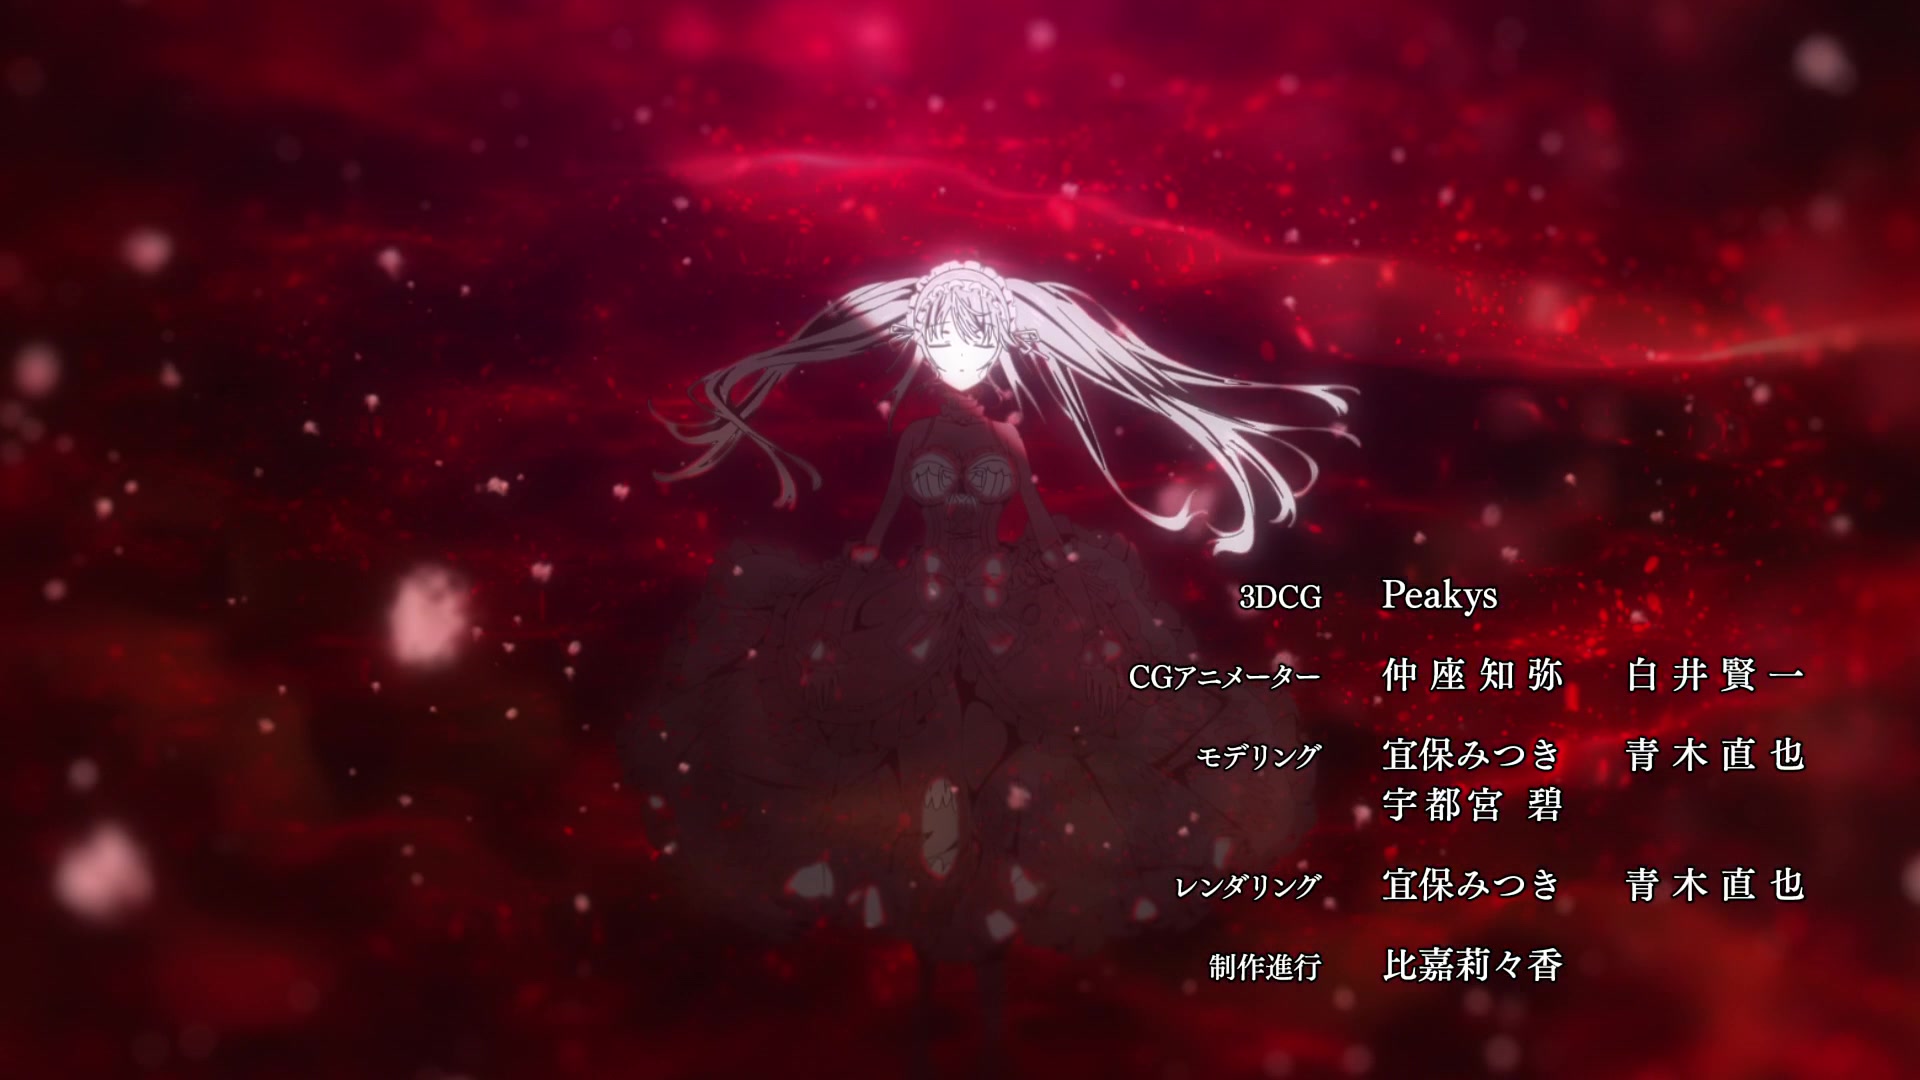 3DCG Peakys
CGアニメーター 仲座知弥 白井賢一
モデリング 宜保みつき 青木直也
宇都宮 碧
レンダリング 宜保みつき 青木直也
制作進行 比嘉莉々香